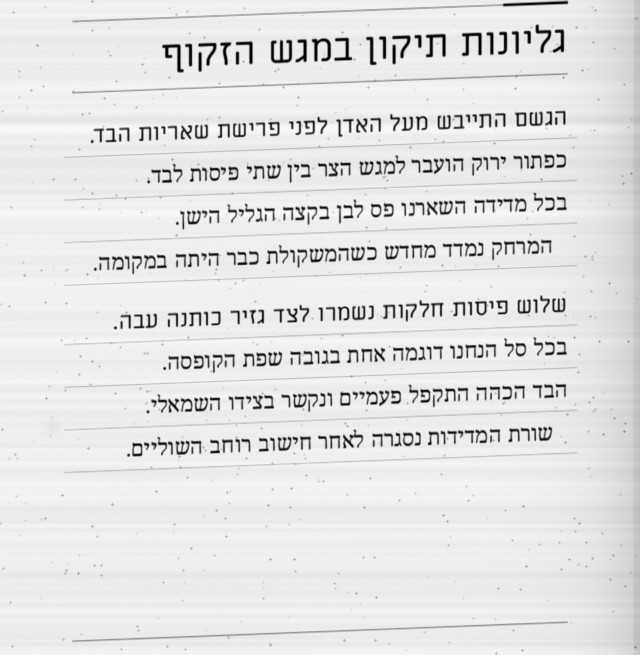 גליונות תיקון במגש הזקוף
הגשם התייבש מעל האדן לפני פרישת שאריות הבד.
כפתור ירוק הועבר למגש הצר בין שתי פיסות לבד.
בכל מדידה השארנו פס לבן בקצה הגליל הישן.
המרחק נמדד מחדש כשהמשקולת כבר היתה במקומה.
שלוש פיסות חלקות נשמרו לצד גזיר כותנה עבה.
בכל סל הנחנו דוגמה אחת בגובה שפת הקופסה.
הבד הכהה התקפל פעמיים ונקשר בצידו השמאלי.
שורת המדידות נסגרה לאחר חישוב רוחב השוליים.